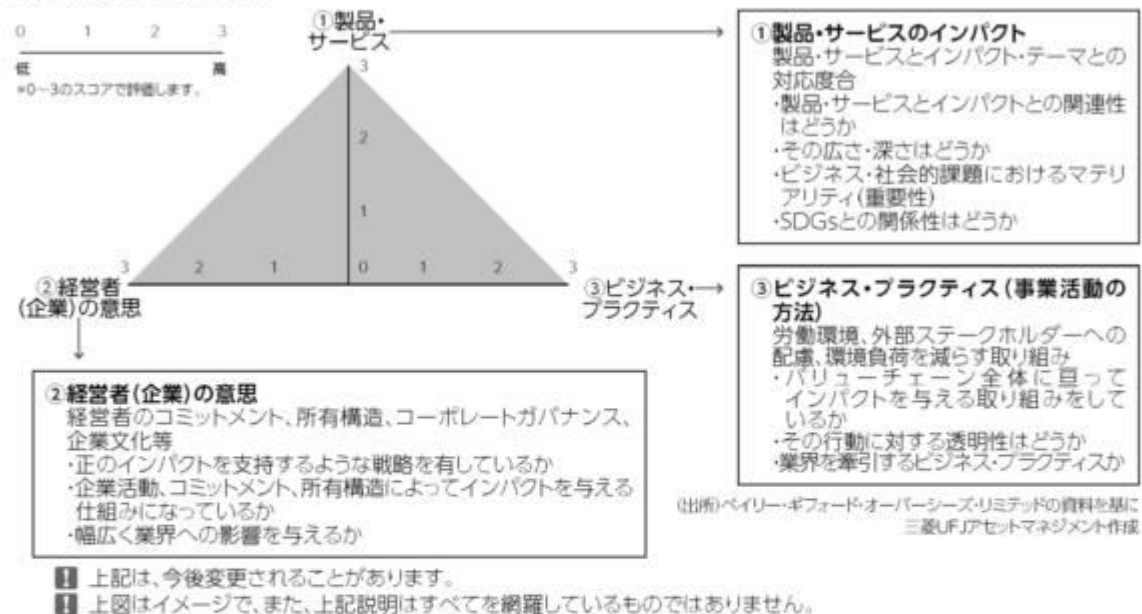 0 1 2 3
低 高
*0~3のスコアで評価します。
①製品・
サービス
3
2
1
3 2 1 0 1 2 3
②経営者
(企業)の意思
③ビジネス・
プラクティス
①製品・サービスのインパクト
製品・サービスとインパクト・テーマとの
対応度合
・製品・サービスとインパクトとの関連性
はどうか
・その広さ・深さはどうか
・ビジネス・社会的課題におけるマテリ
アリティ(重要性)
・SDGsとの関係性はどうか
③ビジネス・プラクティス(事業活動の
方法)
労働環境、外部ステークホルダーへの
配慮、環境負荷を減らす取り組み
・バリューチェーン全体に亘って
インパクトを与える取り組みをして
いるか
・その行動に対する透明性はどうか
・業界を牽引するビジネス・プラクティスか
②経営者(企業)の意思
経営者のコミットメント、所有構造、コーポレートガバナンス、
企業文化等
・正のインパクトを支持するような戦略を有しているか
・企業活動、コミットメント、所有構造によってインパクトを与える
仕組みになっているか
・幅広く業界への影響を与えるか
(出所)ベイリー・ギフォード・オーバーシーズ・リミテッドの資料を基に
三菱UFJアセットマネジメント作成
! 上記は、今後変更されることがあります。
! 上図はイメージで、また、上記説明はすべてを網羅しているものではありません。